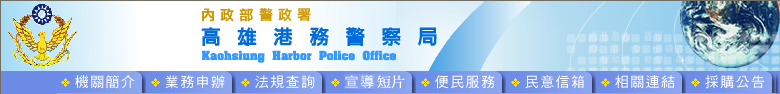 內政部警政署
高雄港務警察局
Kaohsiung Harbor Police Office
機關簡介 業務申辦 法規查詢 宣導短片 便民服務 民意信箱 相關連結 採購公告